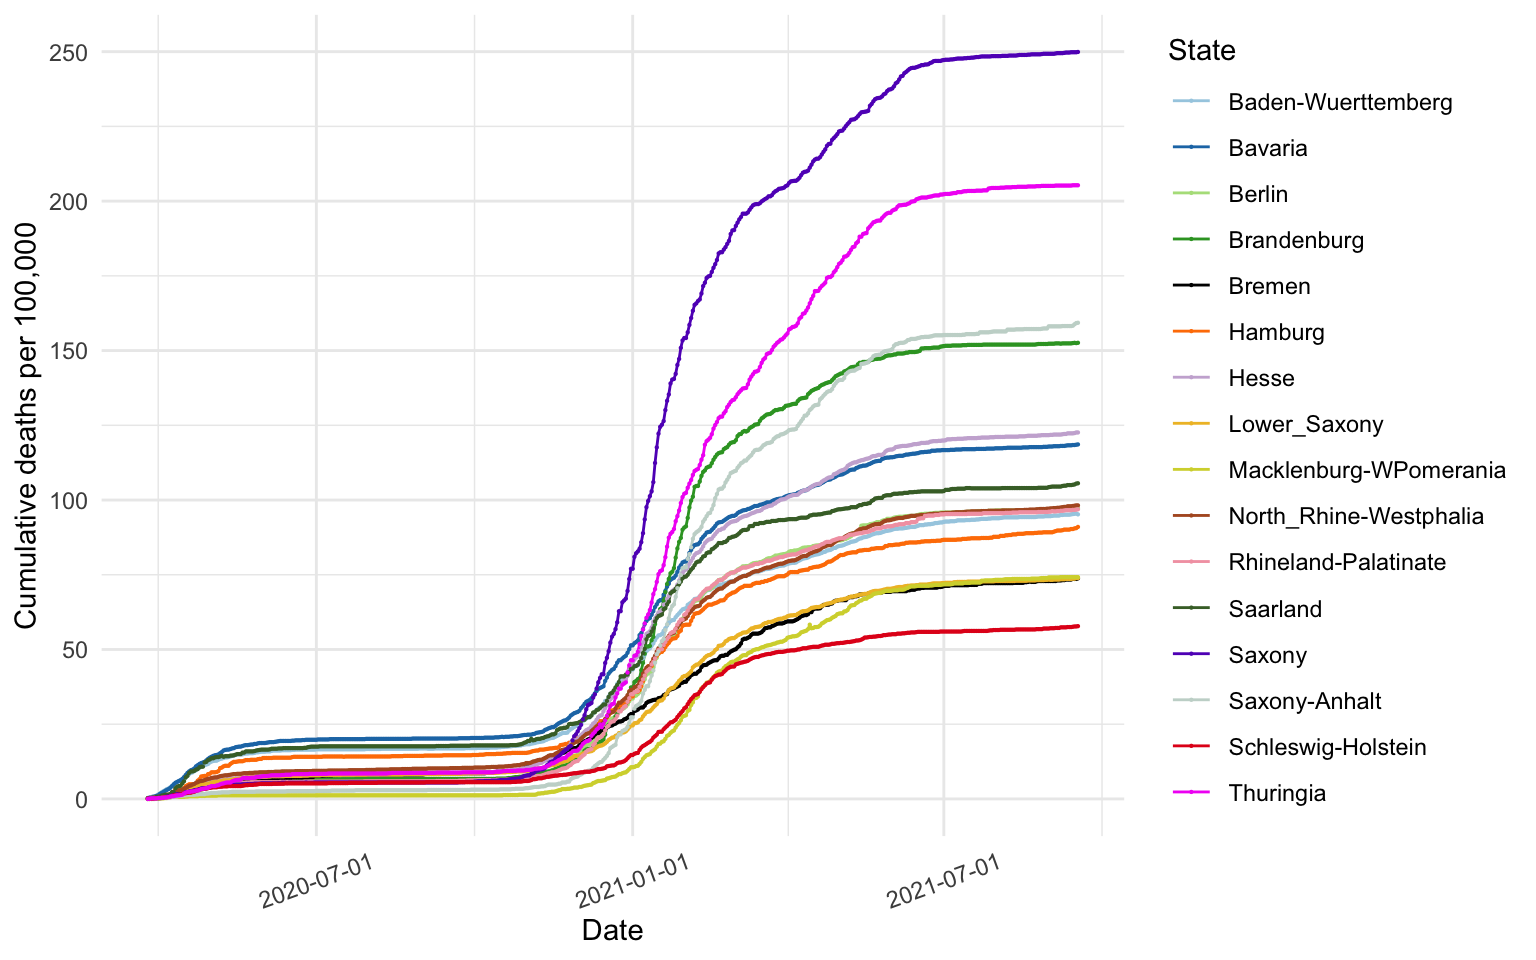 Cumulative deaths per 100,000
250
200
150
100
50
0
2020-07-01
2021-01-01
2021-07-01
Date
State
Baden-Wuerttemberg
Bavaria
Berlin
Brandenburg
Bremen
Hamburg
Hesse
Lower_Saxony
Macklenburg-WPomerania
North_Rhine-Westphalia
Rhineland-Palatinate
Saarland
Saxony
Saxony-Anhalt
Schleswig-Holstein
Thuringia